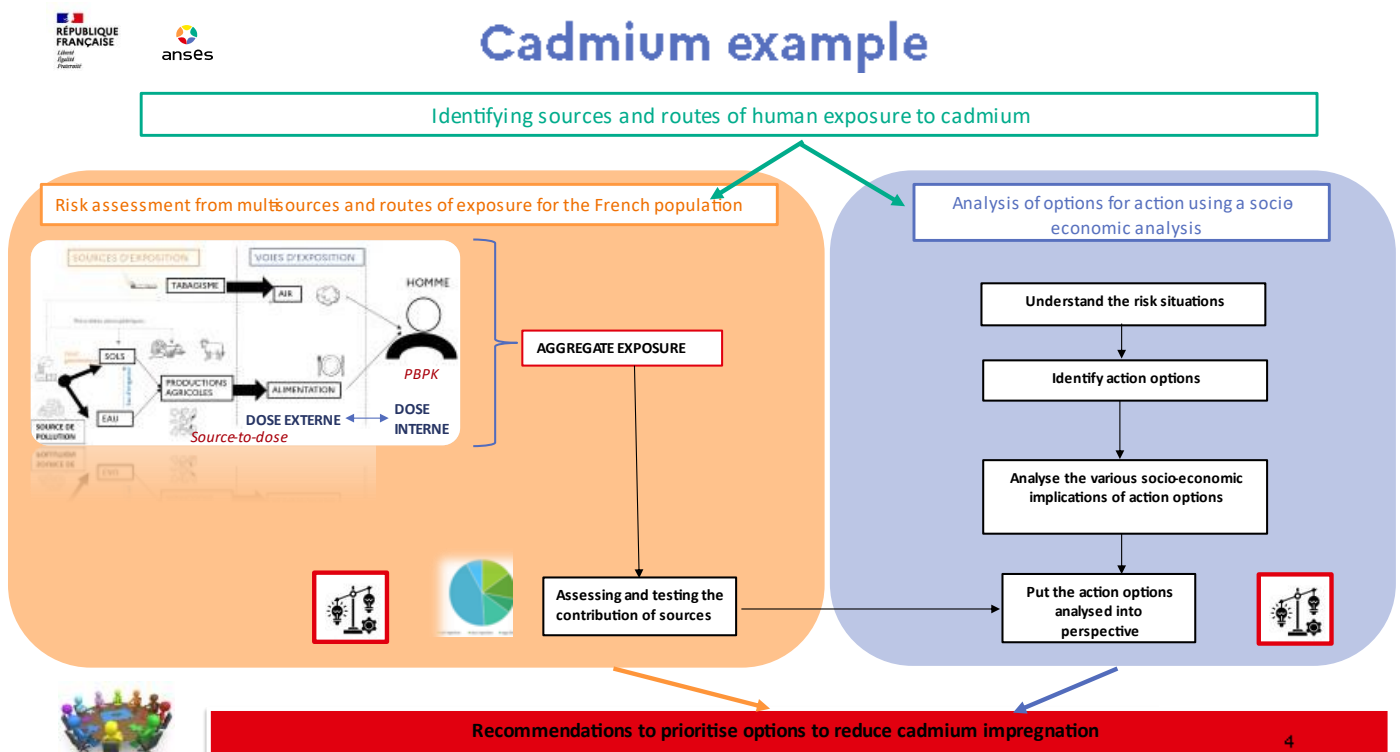 RÉPUBLIQUE
FRANÇAISE
Liberté
Égalité
Fraternité
anses
Cadmium example
Identifying sources and routes of human exposure to cadmium
Risk assessment from multisources and routes of exposure for the French population
Analysis of options for action using a socio
economic analysis
SOURCES D'EXPOSITION
VOIES D'EXPOSITION
TABAGISME
AIR
HOMME
SOLS
PRODUCTIONS
AGRICOLES
ALIMENTATION
PBPK
EAU
SOURCE DE
POLLUTION
DOSE EXTERNE
DOSE
INTERNE
Source-to-dose
AGGREGATE EXPOSURE
Understand the risk situations
Identify action options
Analyse the various socio-economic
implications of action options
Assessing and testing the
contribution of sources
Put the action options
analysed into
perspective
Recommendations to prioritise options to reduce cadmium impregnation
4